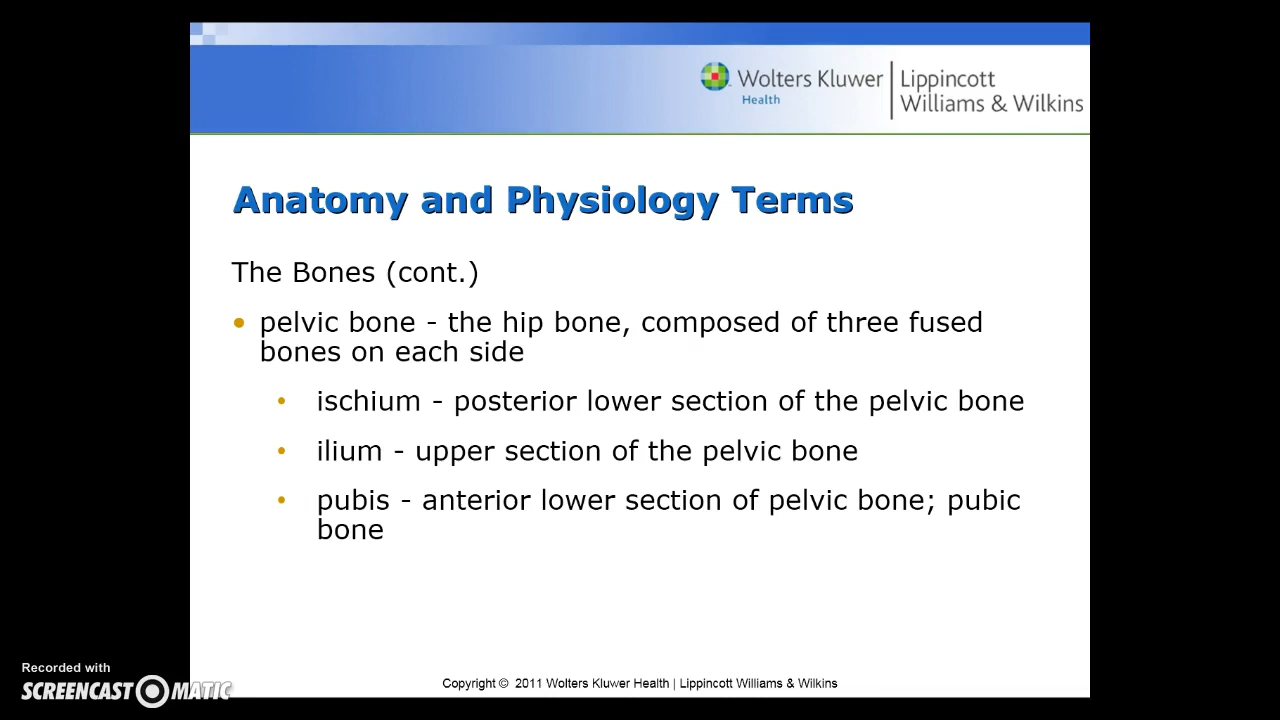 Wolters Kluwer
Health
Lippincott
Williams & Wilkins
Anatomy and Physiology Terms
The Bones (cont.)
• pelvic bone - the hip bone, composed of three fused
bones on each side
• ischium - posterior lower section of the pelvic bone
• ilium - upper section of the pelvic bone
• pubis - anterior lower section of pelvic bone; pubic
bone
Recorded with
SCREENCAST MATIC
Copyright © 2011 Wolters Kluwer Health | Lippincott Williams & Wilkins